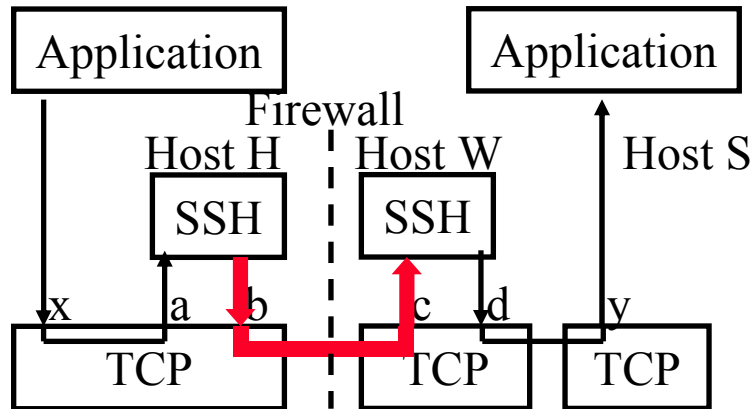 Application Application
Firewall
Host H Host W Host S
SSH SSH
x a b c d y
TCP TCP TCP